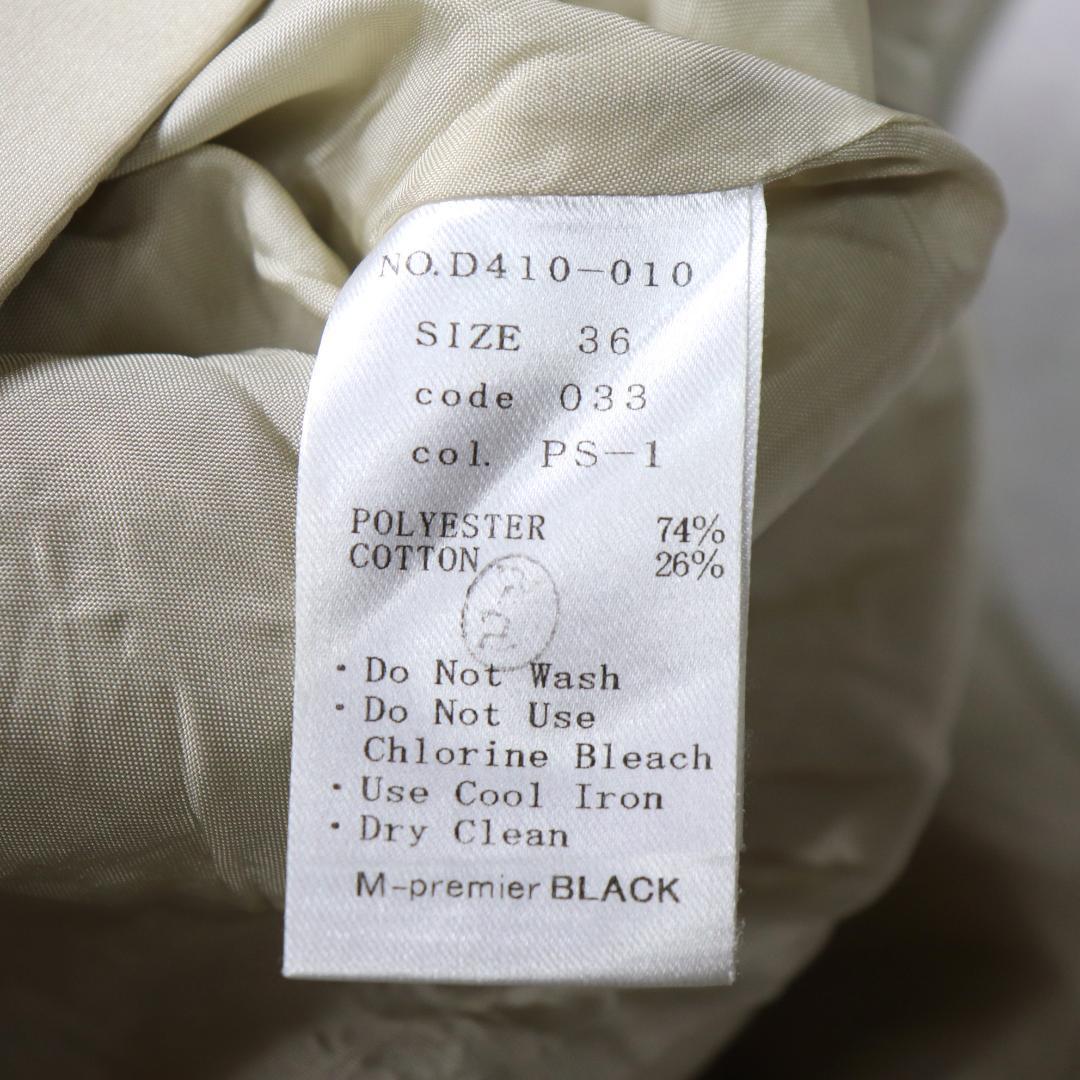 NO.D410-010
SIZE 36
code 033
col. PS-1
POLYESTER 74%
COTTON 26%
・Do Not Wash
・Do Not Use
Chlorine Bleach
・Use Cool Iron
・Dry Clean
M-premier BLACK